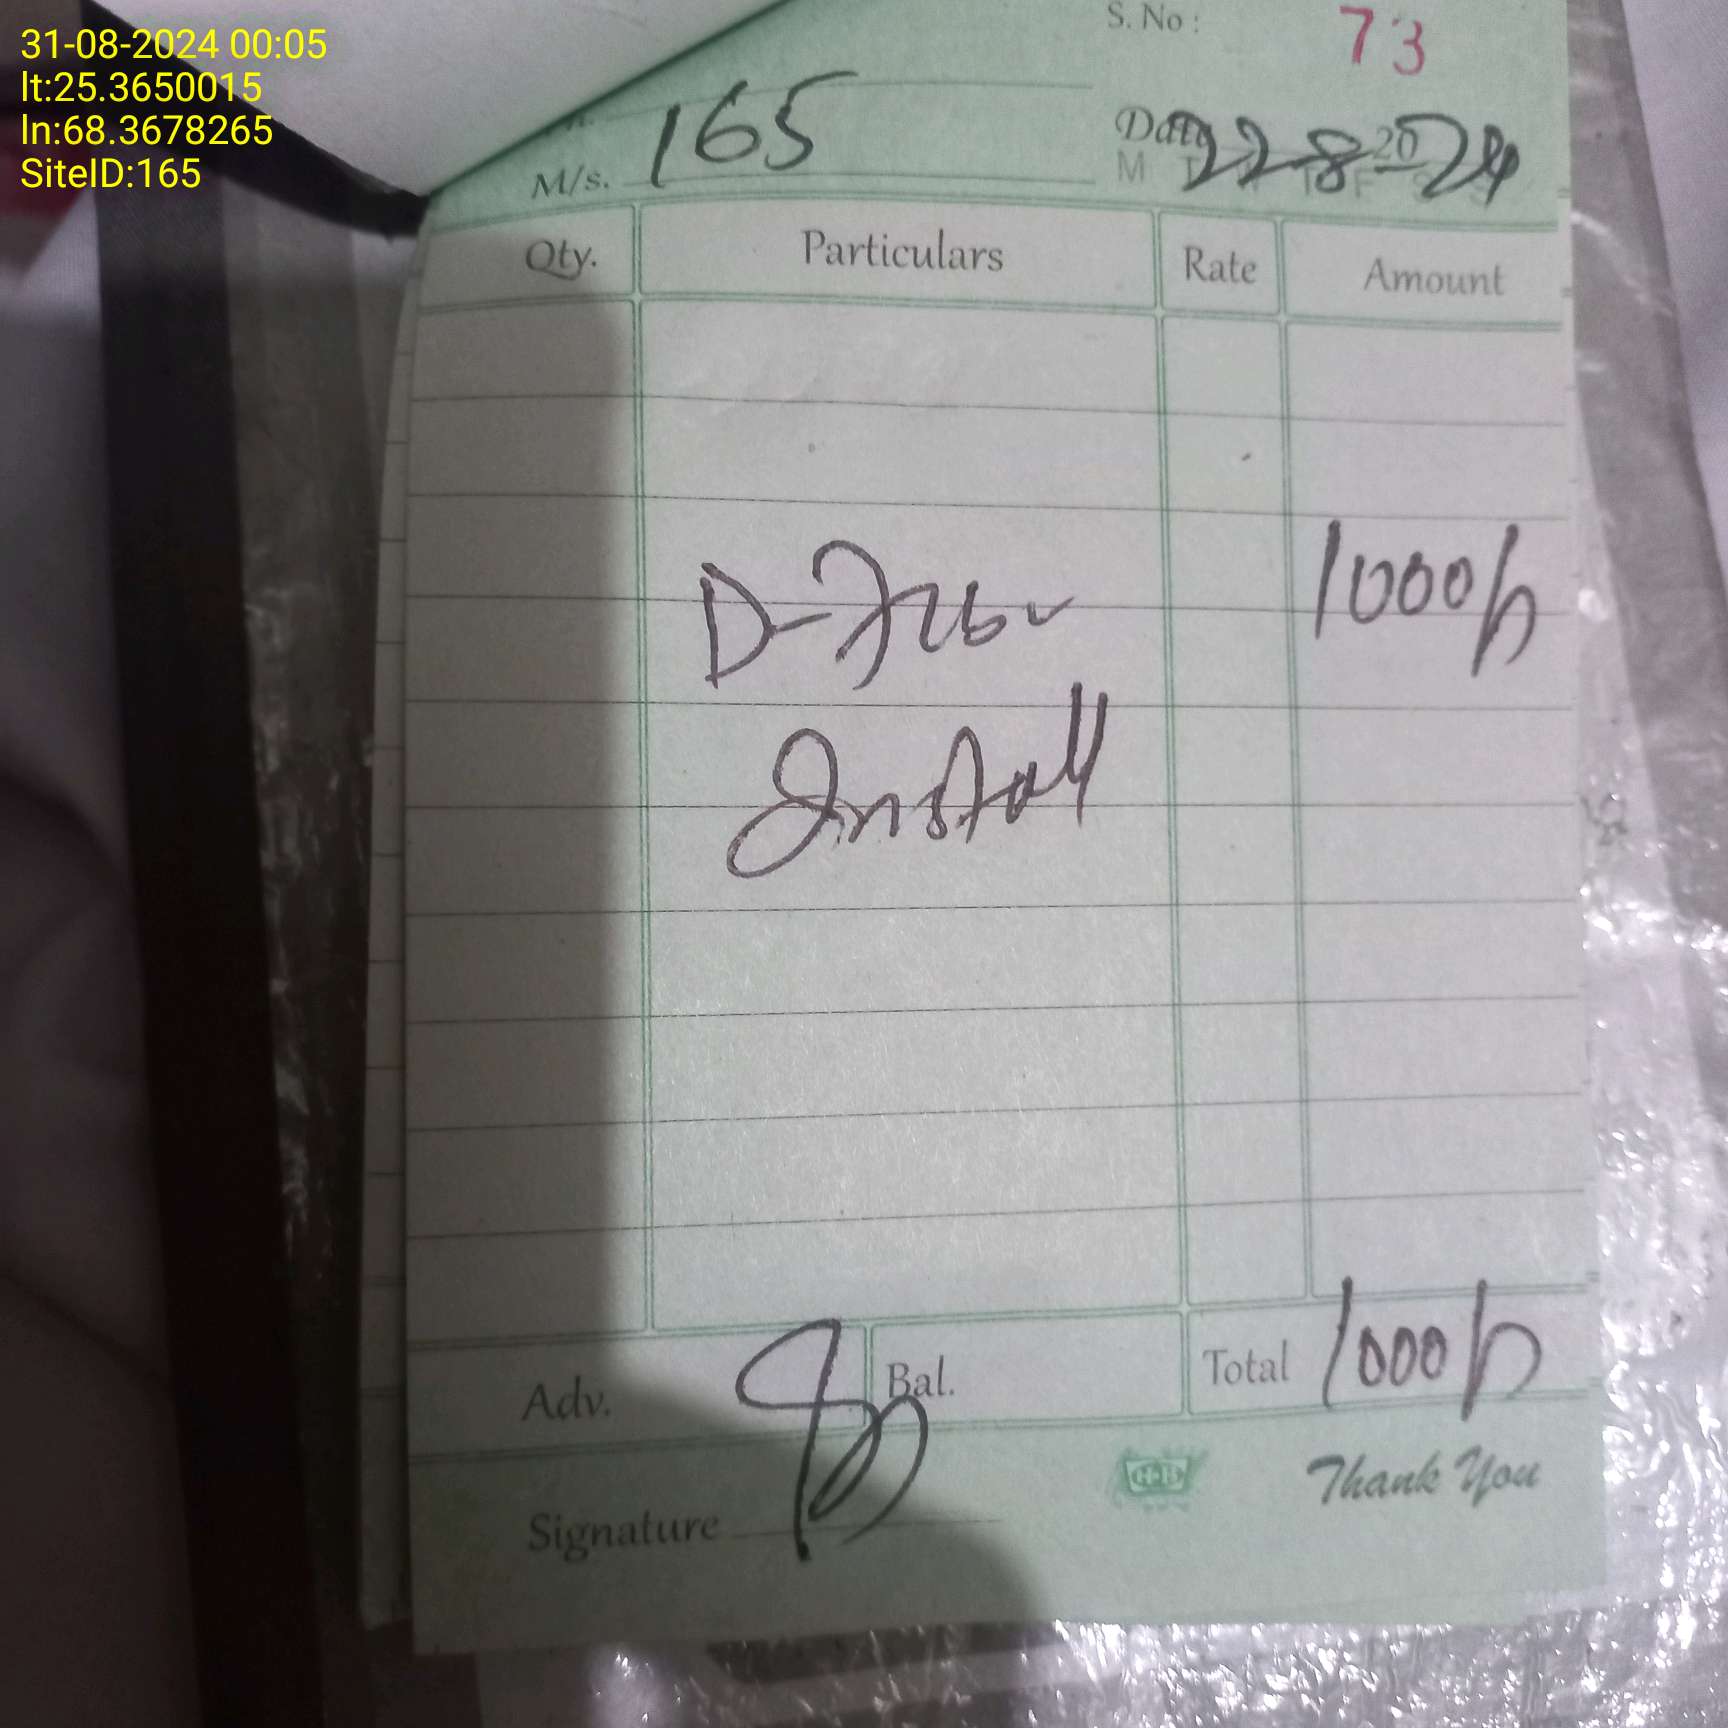 31-08-2024 00:05
lt:25.3650015
ln:68.3678265
SiteID:165
S. No : 73
M/s. 165
Date 22-8-2024
M T W T F S S
Qty. Particulars Rate Amount
1000/-
Install
Adv. Bal. Total 1000/-
Thank You
Signature